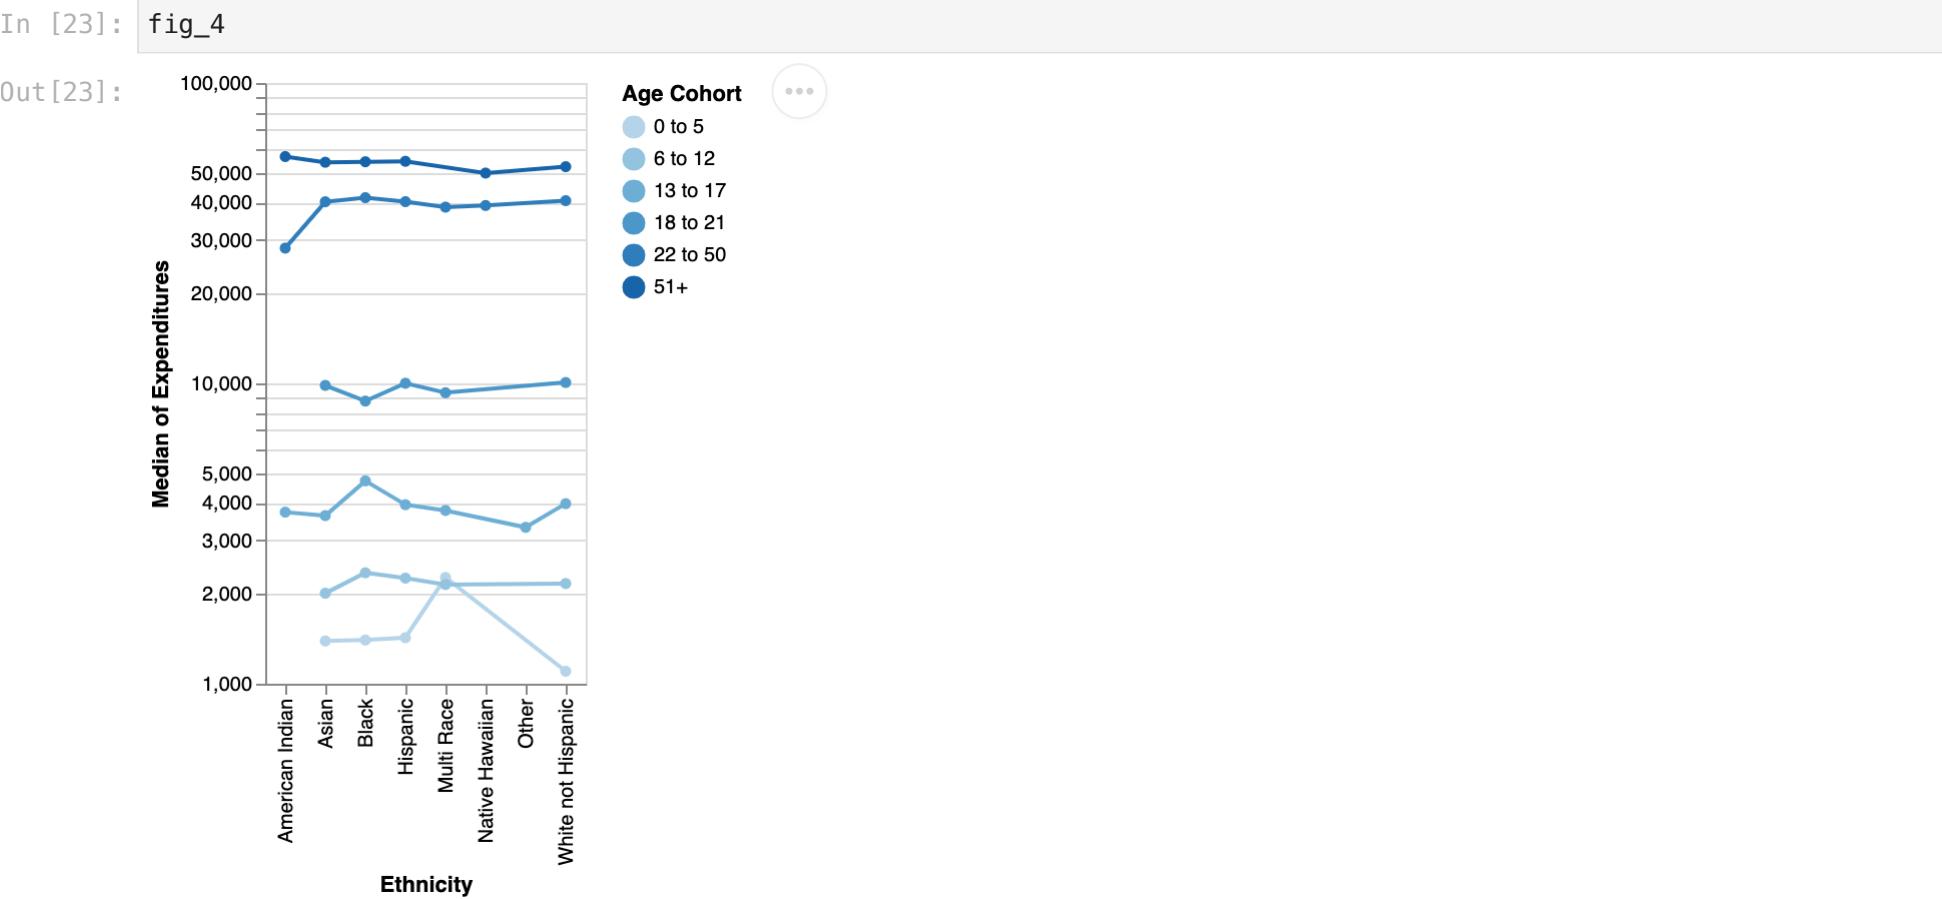 In [23]: fig_4
Out[23]:
100,000
50,000
40,000
30,000
20,000
10,000
5,000
4,000
3,000
2,000
1,000
Median of Expenditures
American Indian
Asian
Black
Hispanic
Multi Race
Native Hawaiian
Other
White not Hispanic
Ethnicity
Age Cohort
0 to 5
6 to 12
13 to 17
18 to 21
22 to 50
51+